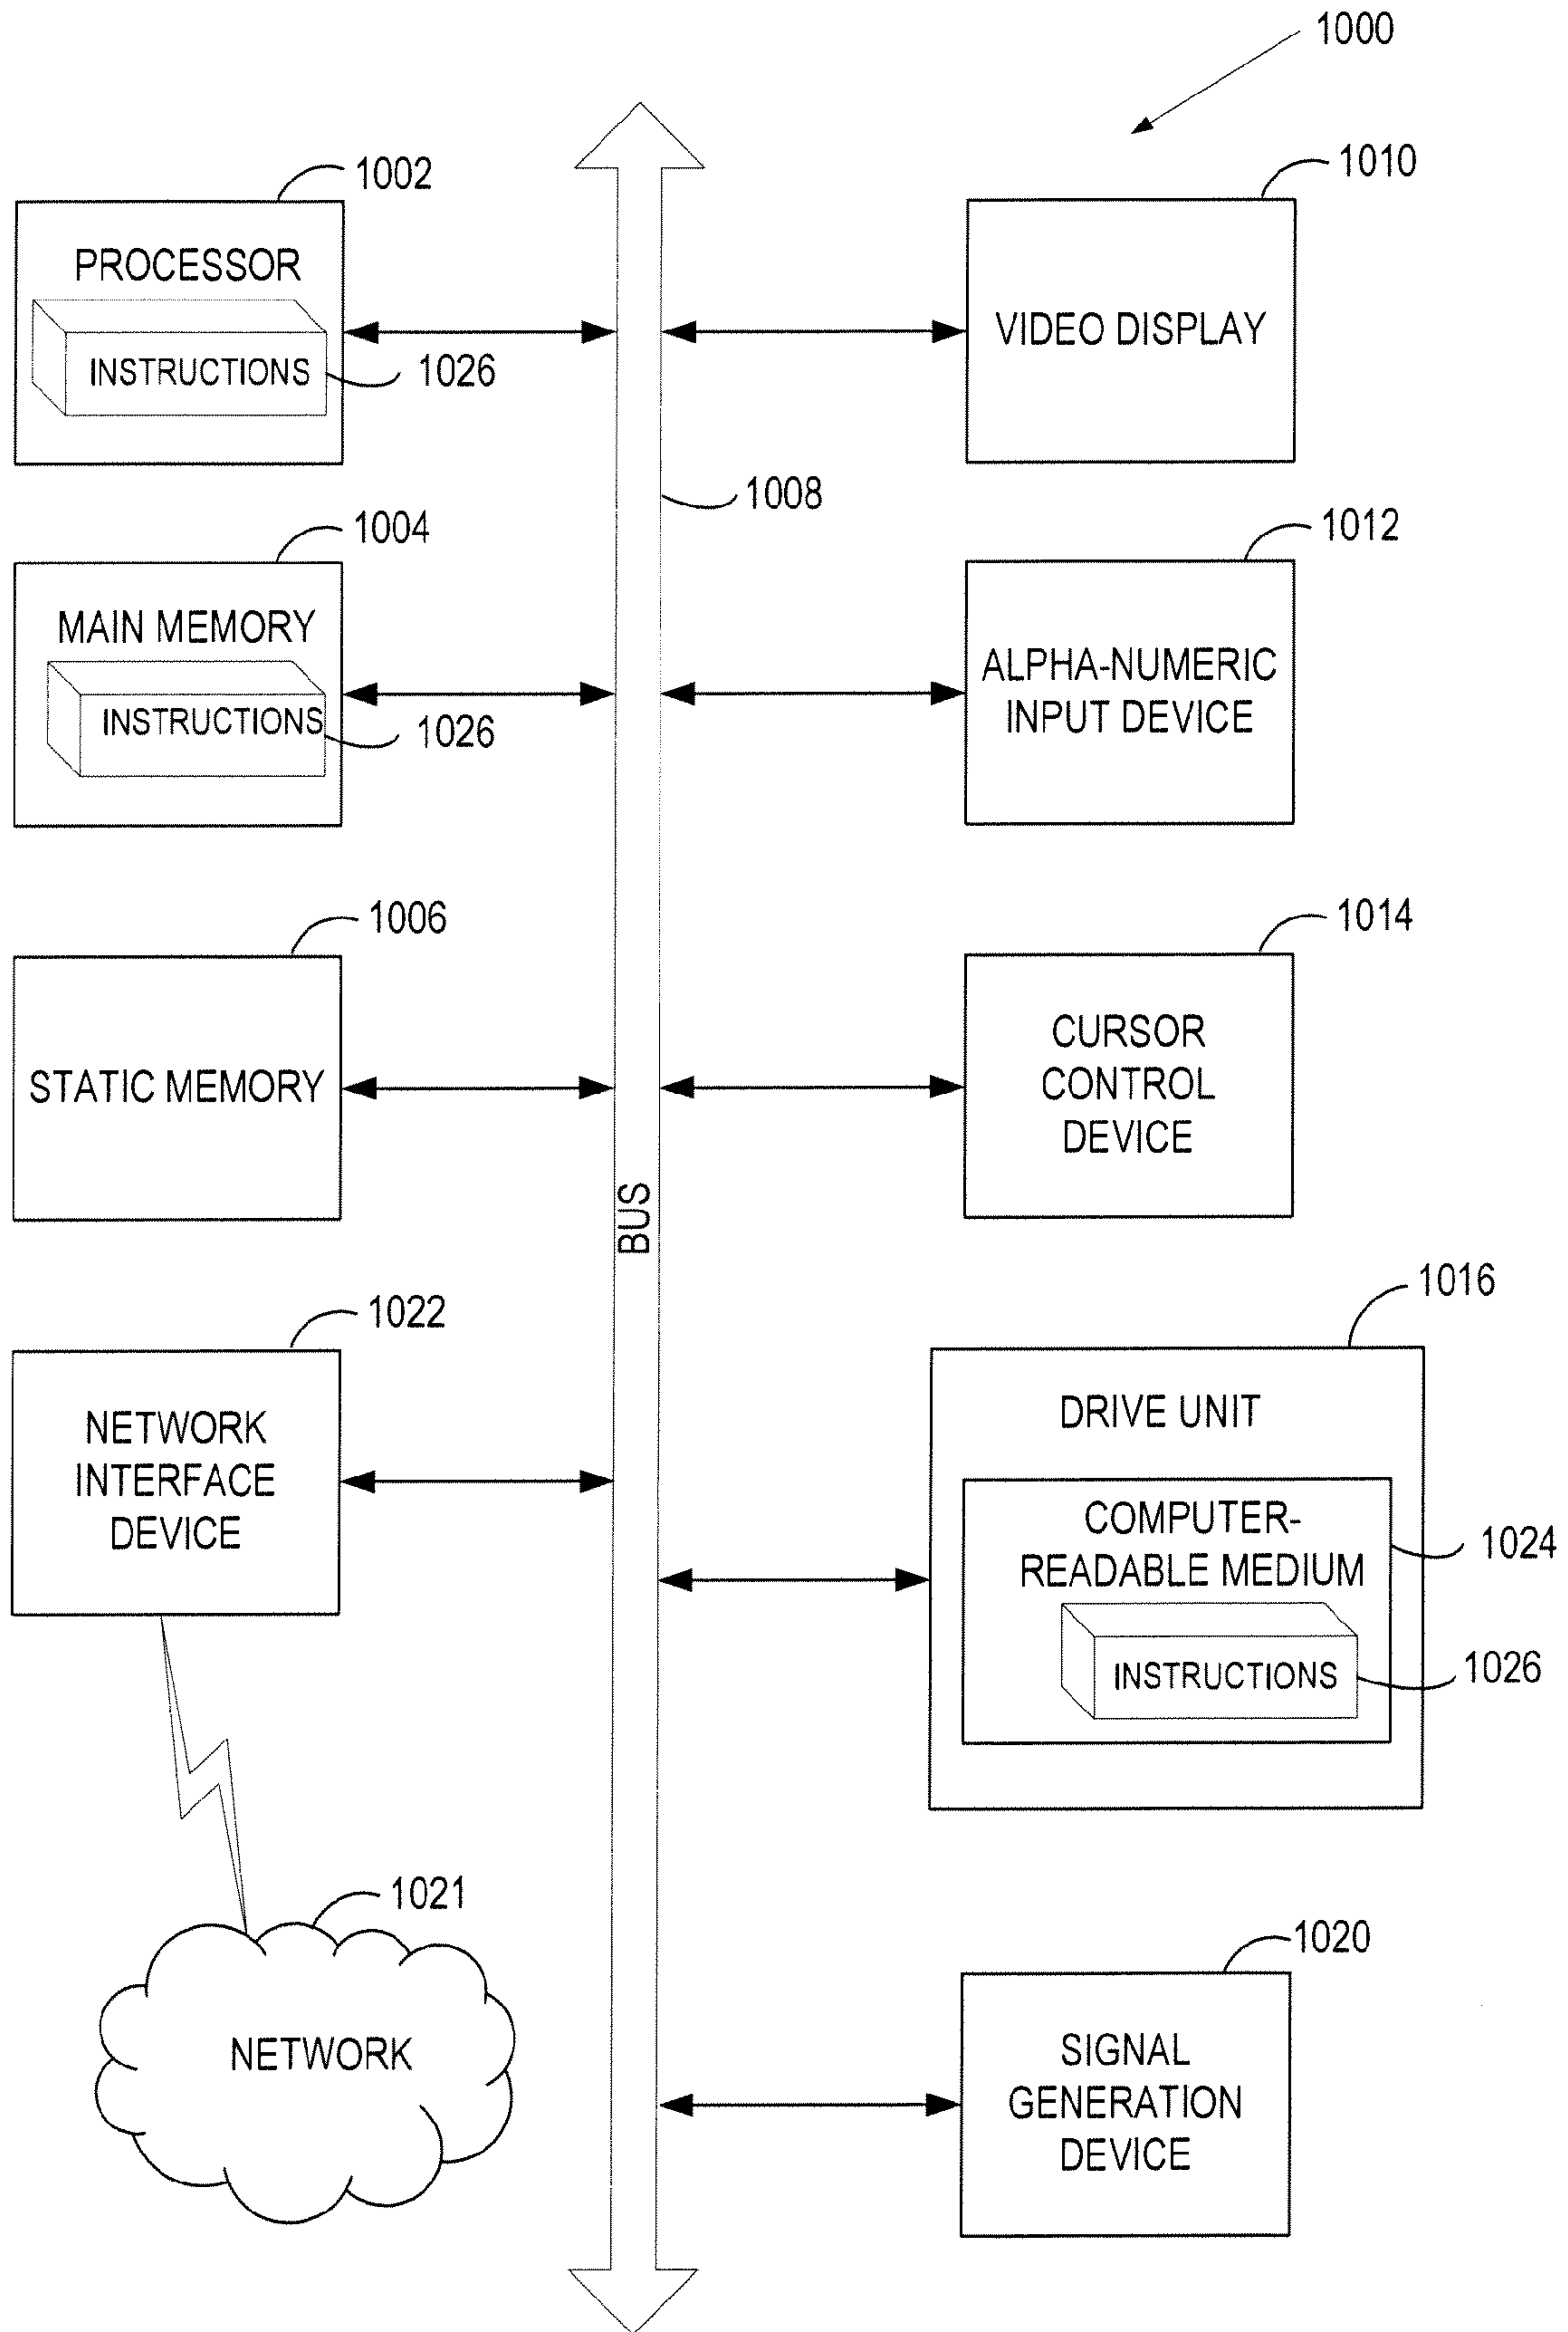 1000
1002
PROCESSOR
INSTRUCTIONS
1026
1010
VIDEO DISPLAY
1008
1004
MAIN MEMORY
INSTRUCTIONS
1026
1012
ALPHA-NUMERIC
INPUT DEVICE
1006
STATIC MEMORY
1014
CURSOR
CONTROL
DEVICE
BUS
1022
NETWORK
INTERFACE
DEVICE
1016
DRIVE UNIT
COMPUTER-
READABLE MEDIUM
1024
INSTRUCTIONS
1026
1021
NETWORK
1020
SIGNAL
GENERATION
DEVICE